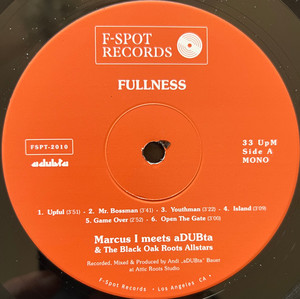 F-SPOT
RECORDS
FULLNESS
FSPT-2010
aDUBta
33 UpM
Side A
MONO
1. Upful (3'51) - 2. Mr. Bossman (3'41) - 3. Youthman (3'22) - 4. Island (3'09)
5. Game Over (3'52) - 6. Open The Gate (3'00)
Marcus I meets aDUBta
& The Black Oak Roots Allstars
Recorded, Mixed & Produced by Andi „aDUBta" Bauer
at Attic Roots Studio
F-Spot Records • Los Angeles, CA •